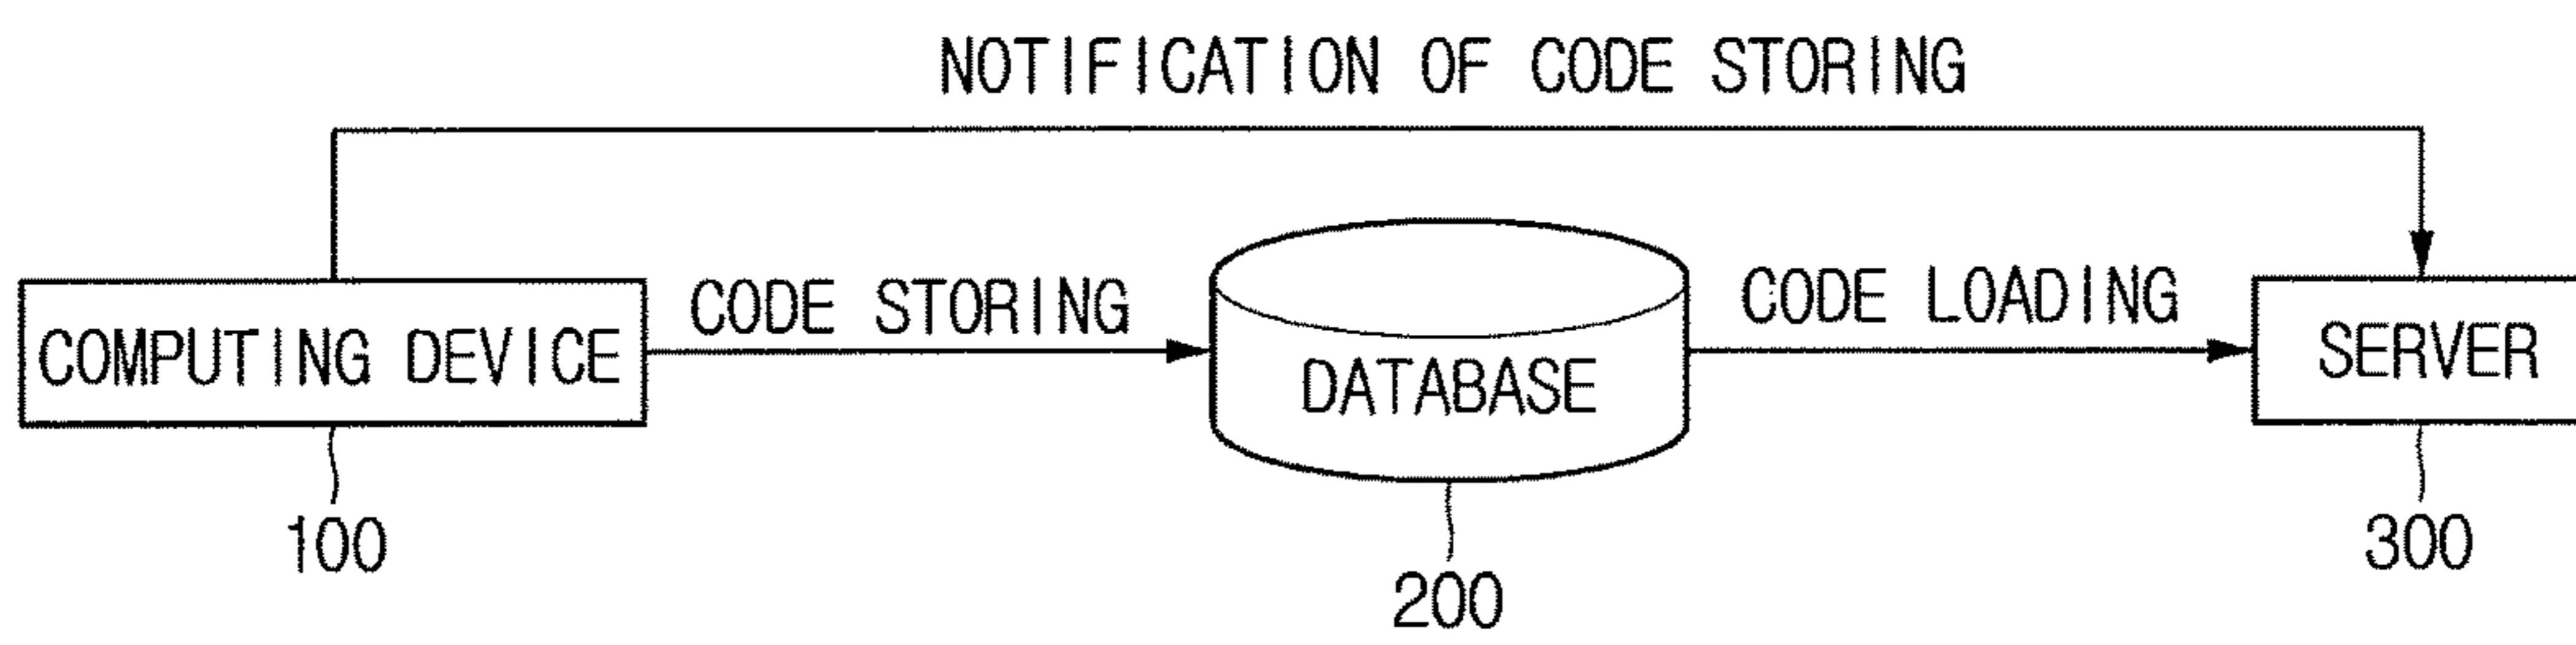 NOTIFICATION OF CODE STORING
CODE STORING
CODE LOADING
COMPUTING DEVICE
DATABASE
SERVER
100
200
300